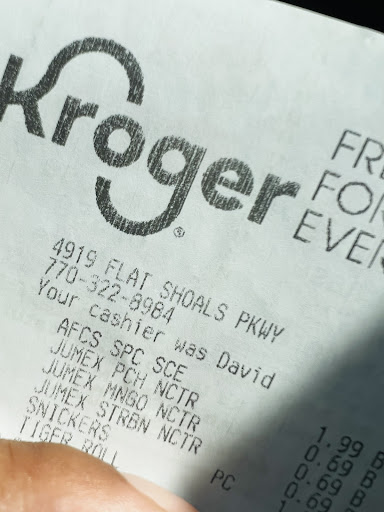 Kroger
®
FR
FOR
EVE
4919 FLAT SHOALS PKWY
770-322-8984
Your cashier was David
AFCS SPC SCE 1.99 B
JUMEX PCH NCTR 0.69 B
JUMEX MNGO NCTR 0.69 B
JUMEX STRBN NCTR 0.69
SNICKERS
TIGER ROLL PC